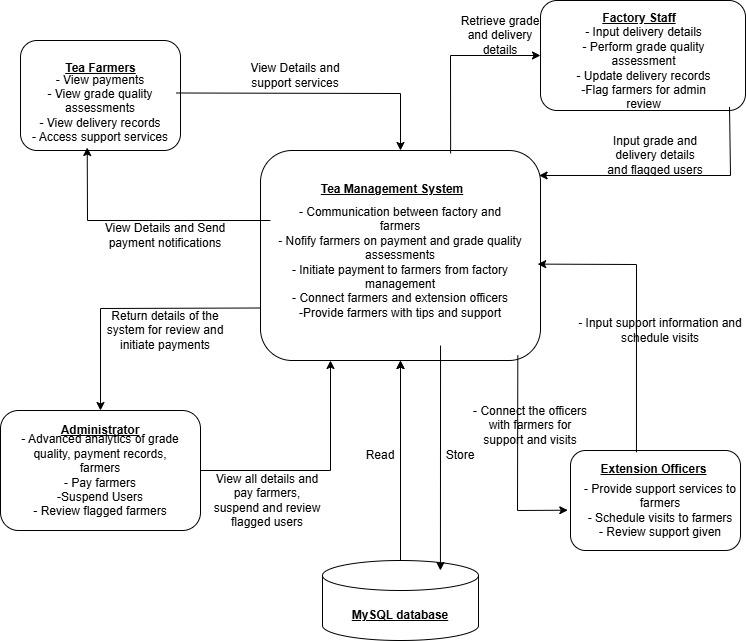 Factory Staff
- Input delivery details
- Perform grade quality
assessment
- Update delivery records
-Flag farmers for admin
review
Retrieve grade
and delivery
details
Tea Farmers
- View payments
- View grade quality
assessments
- View delivery records
- Access support services
View Details and
support services
Input grade and
delivery details
and flagged users
Tea Management System
- Communication between factory and
farmers
- Nofify farmers on payment and grade quality
assessments
- Initiate payment to farmers from factory
management
- Connect farmers and extension officers
-Provide farmers with tips and support
View Details and Send
payment notifications
Return details of the
system for review and
initiate payments
- Input support information and
schedule visits
Administrator
- Advanced analytics of grade
quality, payment records,
farmers
- Pay farmers
-Suspend Users
- Review flagged farmers
View all details and
pay farmers,
suspend and review
flagged users
Read
Store
- Connect the officers
with farmers for
support and visits
Extension Officers
- Provide support services to
farmers
- Schedule visits to farmers
- Review support given
MySQL database